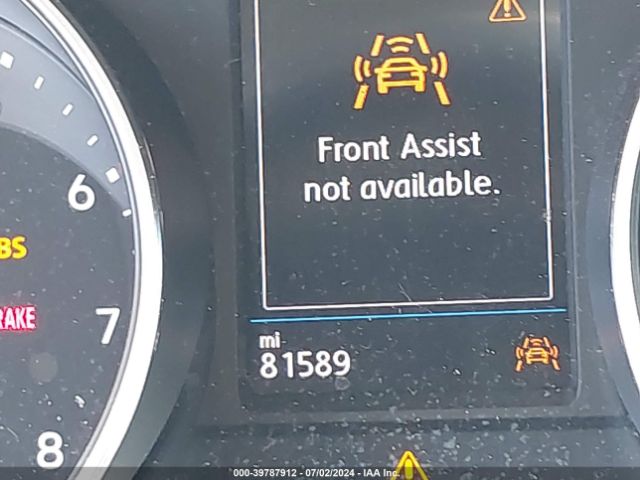 6
BS
RAKE
7
8
Front Assist
not available.
mi
81589
000-39787912 - 07/02/2024 - IAA Inc.